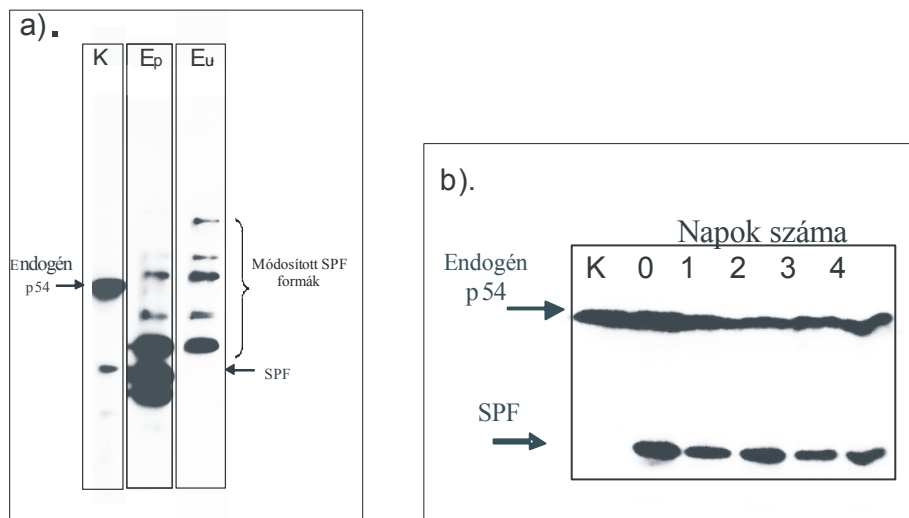 a).
K Ep Eu
Endogén
p54
Módosított SPF
formák
SPF
b).
Napok száma
Endogén
p54
K 0 1 2 3 4
SPF